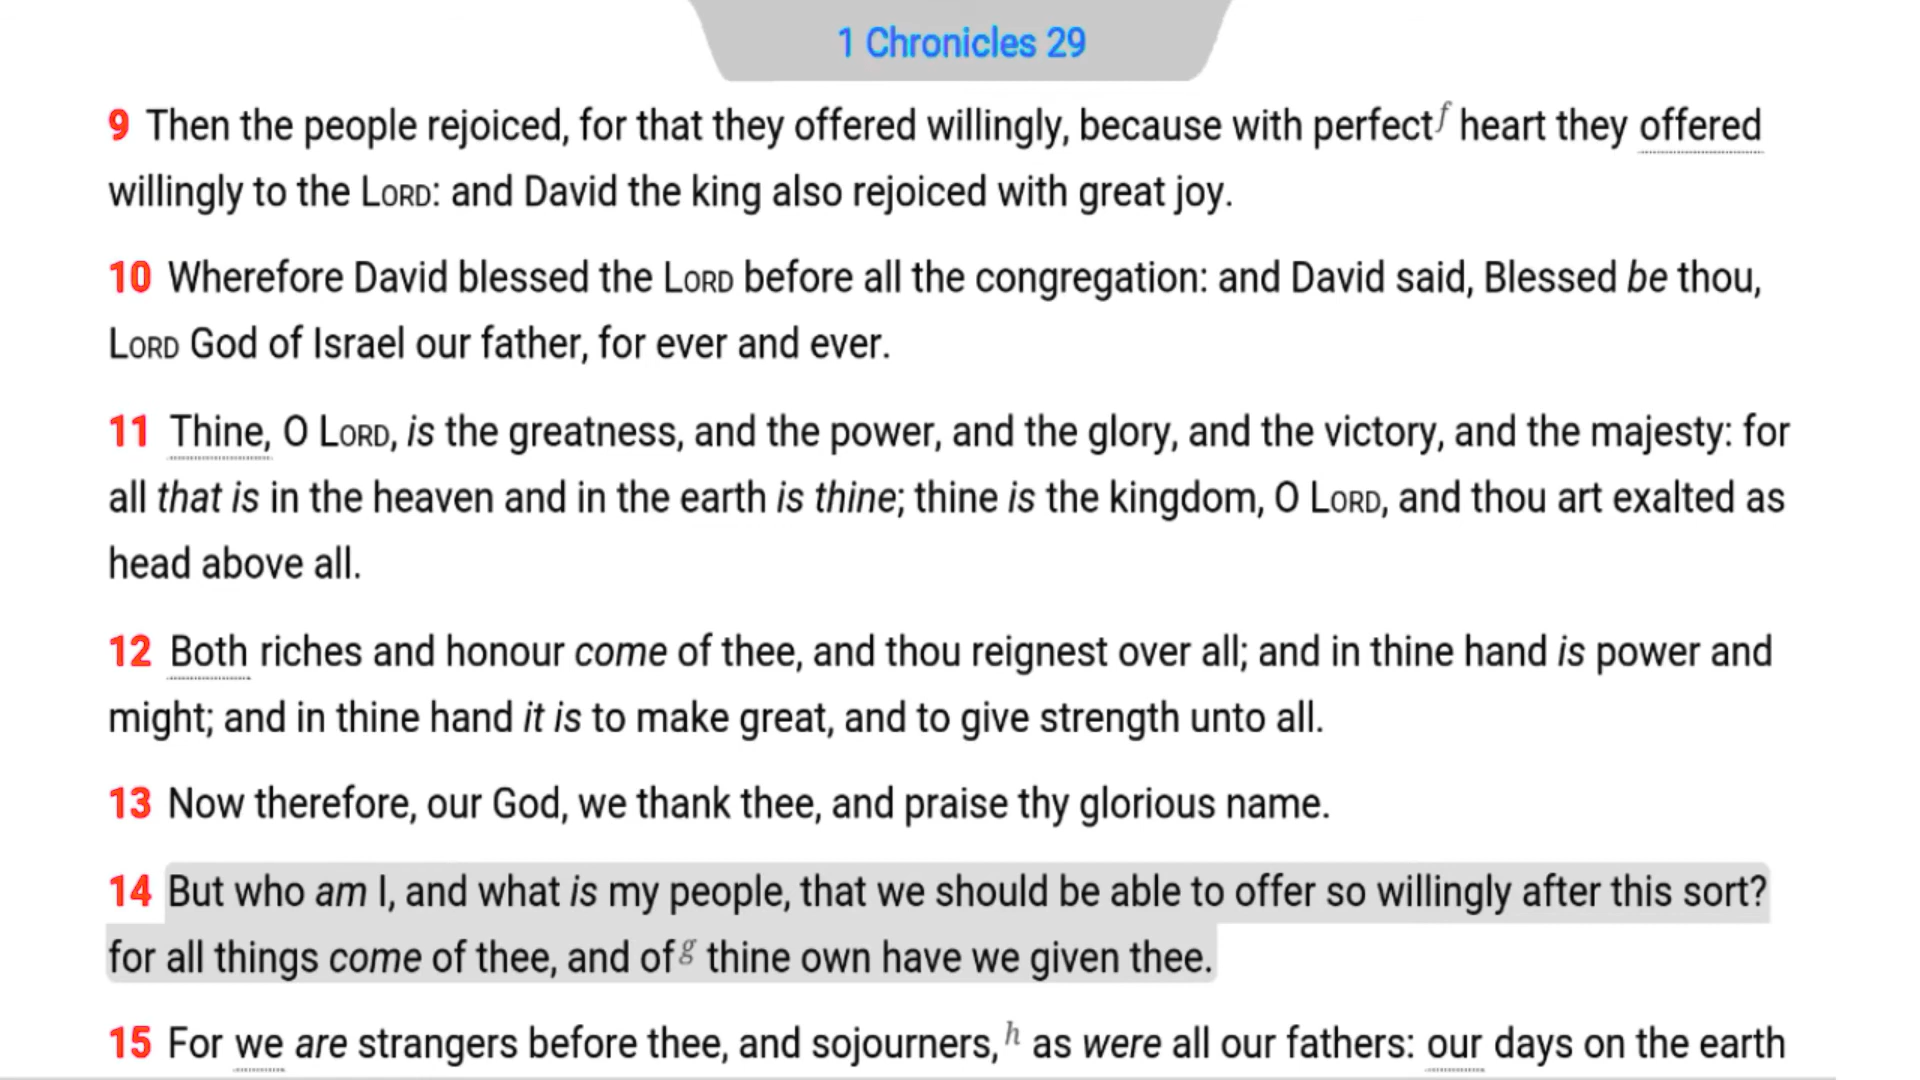 1 Chronicles 29
9 Then the people rejoiced, for that they offered willingly, because with perfect f heart they offered
willingly to the LORD: and David the king also rejoiced with great joy.
10 Wherefore David blessed the LORD before all the congregation: and David said, Blessed be thou,
LORD God of Israel our father, for ever and ever.
11 Thine, O LORD, is the greatness, and the power, and the glory, and the victory, and the majesty: for
all that is in the heaven and in the earth is thine; thine is the kingdom, O LORD, and thou art exalted as
head above all.
12 Both riches and honour come of thee, and thou reignest over all; and in thine hand is power and
might; and in thine hand it is to make great, and to give strength unto all.
13 Now therefore, our God, we thank thee, and praise thy glorious name.
14 But who am I, and what is my people, that we should be able to offer so willingly after this sort?
for all things come of thee, and of g thine own have we given thee.
15 For we are strangers before thee, and sojourners, h as were all our fathers: our days on the earth